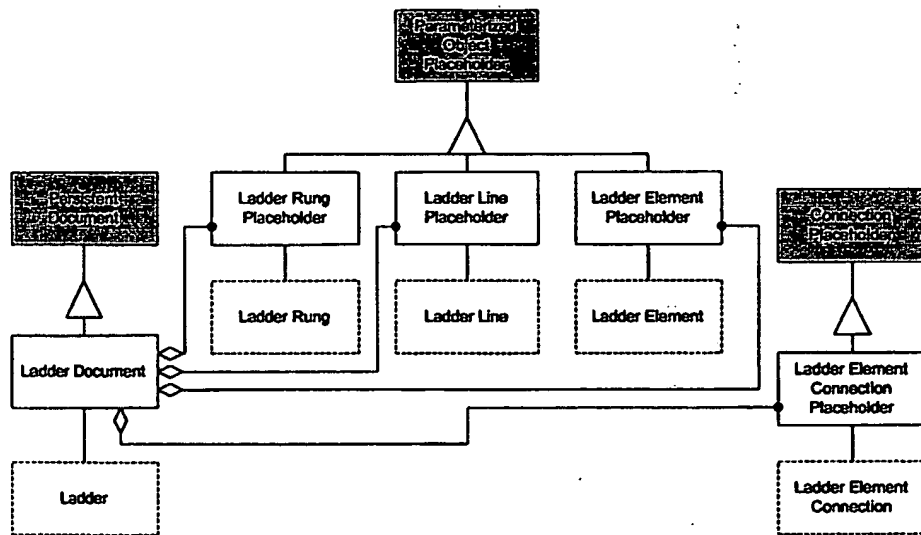 Parameterized
Object
Placeholder
Persistent
Document
Ladder Rung
Placeholder
Ladder Line
Placeholder
Ladder Element
Placeholder
Connection
Placeholder
Ladder Rung
Ladder Line
Ladder Element
Ladder Document
Ladder Element
Connection
Placeholder
Ladder
Ladder Element
Connection